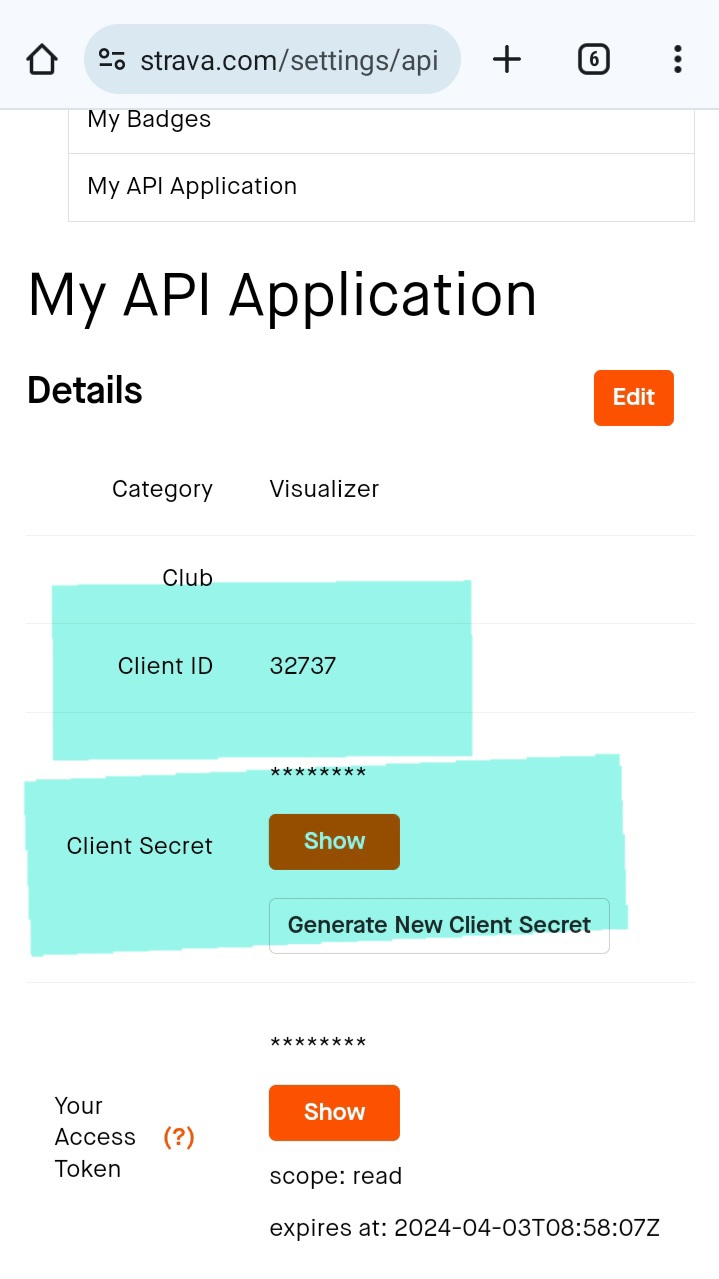 strava.com/settings/api
6
My Badges
My API Application
My API Application
Details
Edit
Category Visualizer
Club
Client ID 32737
********
Client Secret
Show
Generate New Client Secret
********
Your Access Token (?)
Show
scope: read
expires at: 2024-04-03T08:58:07Z